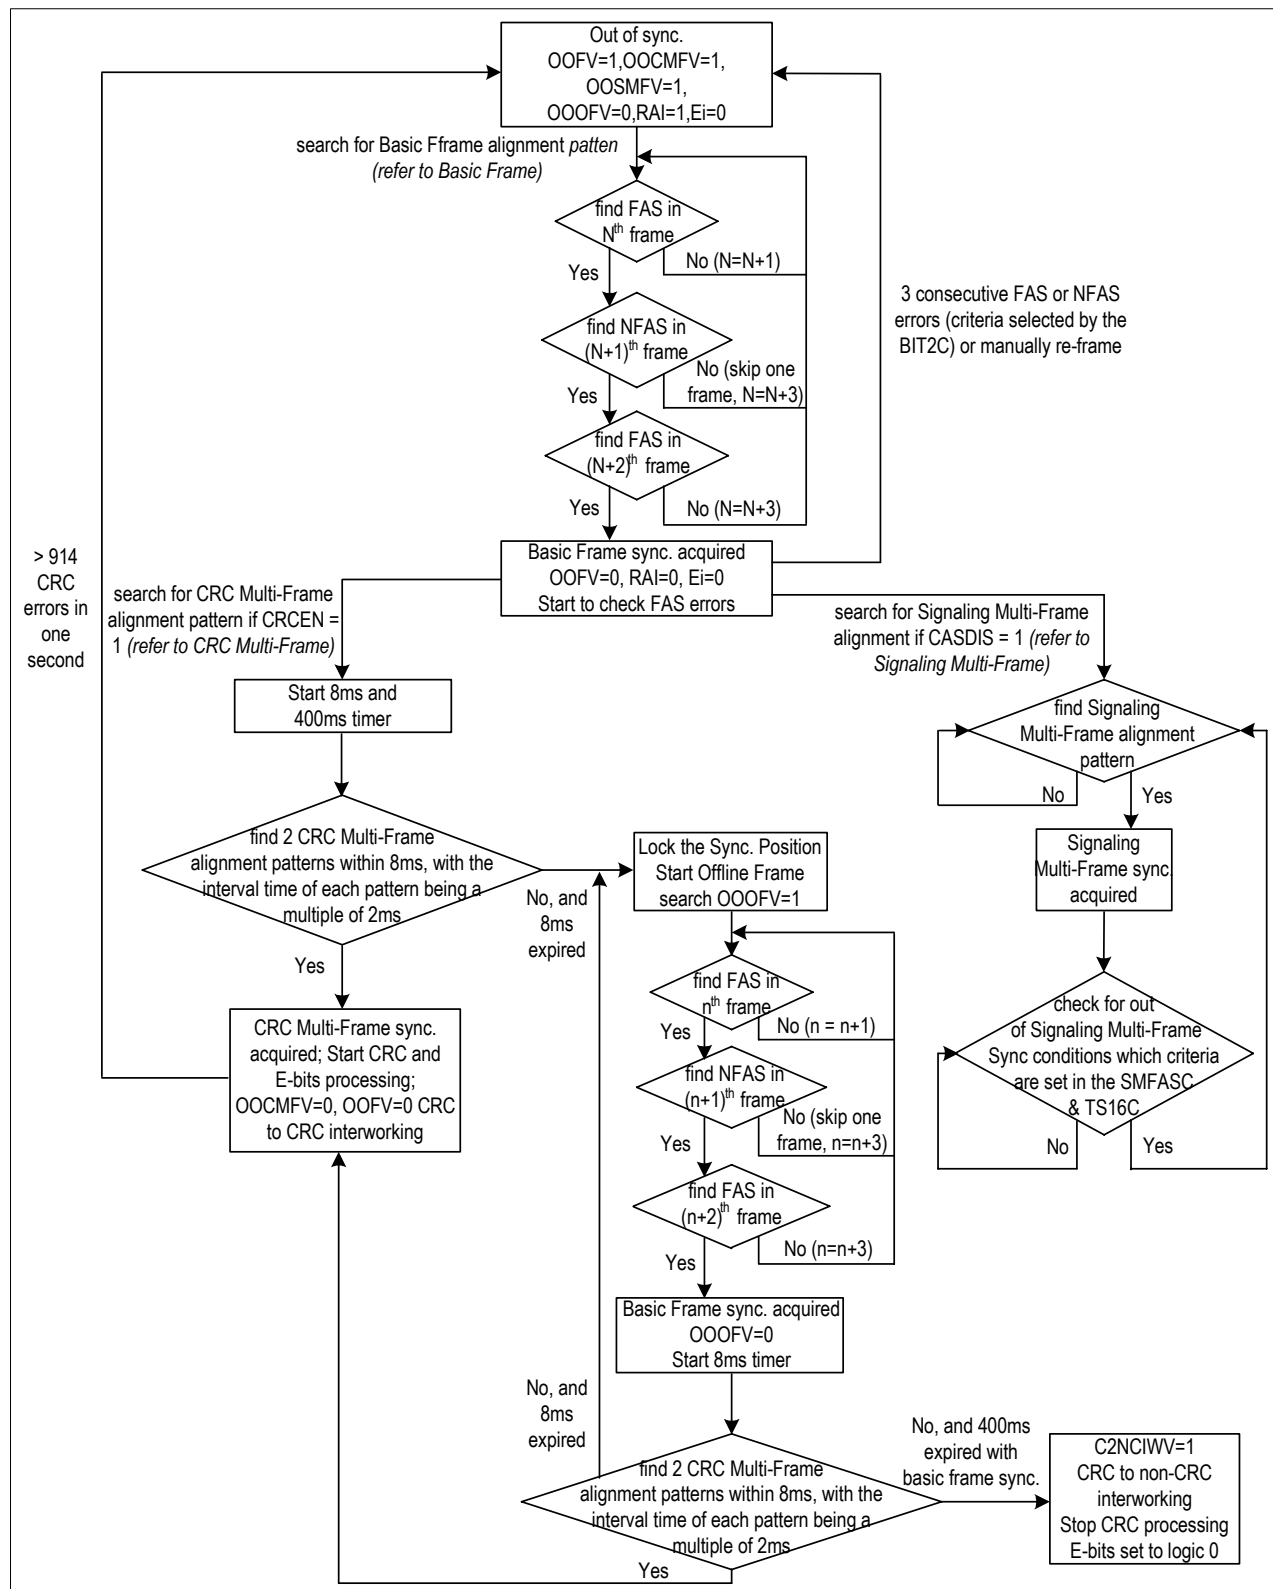 Out of sync.
OOFV=1,OOCMFV=1,
OOSMFV=1,
OOOFV=0,RAI=1,Ei=0
search for Basic Fframe alignment patten
(refer to Basic Frame)
find FAS in
Nth frame
No (N=N+1)
Yes
find NFAS in
(N+1)th frame
No (skip one
frame, N=N+3)
Yes
find FAS in
(N+2)th frame
Yes
No (N=N+3)
3 consecutive FAS or NFAS
errors (criteria selected by the
BIT2C) or manually re-frame
Basic Frame sync. acquired
OOFV=0, RAI=0, Ei=0
Start to check FAS errors
> 914
CRC
errors in
one
second
search for CRC Multi-Frame
alignment pattern if CRCEN =
1 (refer to CRC Multi-Frame)
search for Signaling Multi-Frame
alignment if CASDIS = 1 (refer to
Signaling Multi-Frame)
Start 8ms and
400ms timer
find Signaling
Multi-Frame alignment
pattern
No
Yes
find 2 CRC Multi-Frame
alignment patterns within 8ms, with the
interval time of each pattern being a
multiple of 2ms
No, and
8ms
expired
Yes
Lock the Sync. Position
Start Offline Frame
search OOOFV=1
Signaling
Multi-Frame sync.
acquired
find FAS in
nth frame
No (n = n+1)
Yes
CRC Multi-Frame sync.
acquired; Start CRC and
E-bits processing;
OOCMFV=0, OOFV=0 CRC
to CRC interworking
check for out
of Signaling Multi-Frame
Sync conditions which criteria
are set in the SMFASC
& TS16C
No
Yes
find NFAS in
(n+1)th frame
No (skip one
frame, n=n+3)
Yes
find FAS in
(n+2)th frame
No (n=n+3)
Yes
Basic Frame sync. acquired
OOOFV=0
Start 8ms timer
No, and
8ms
expired
find 2 CRC Multi-Frame
alignment patterns within 8ms, with the
interval time of each pattern being a
multiple of 2ms
Yes
No, and 400ms
expired with
basic frame sync.
C2NCIWV=1
CRC to non-CRC
interworking
Stop CRC processing
E-bits set to logic 0